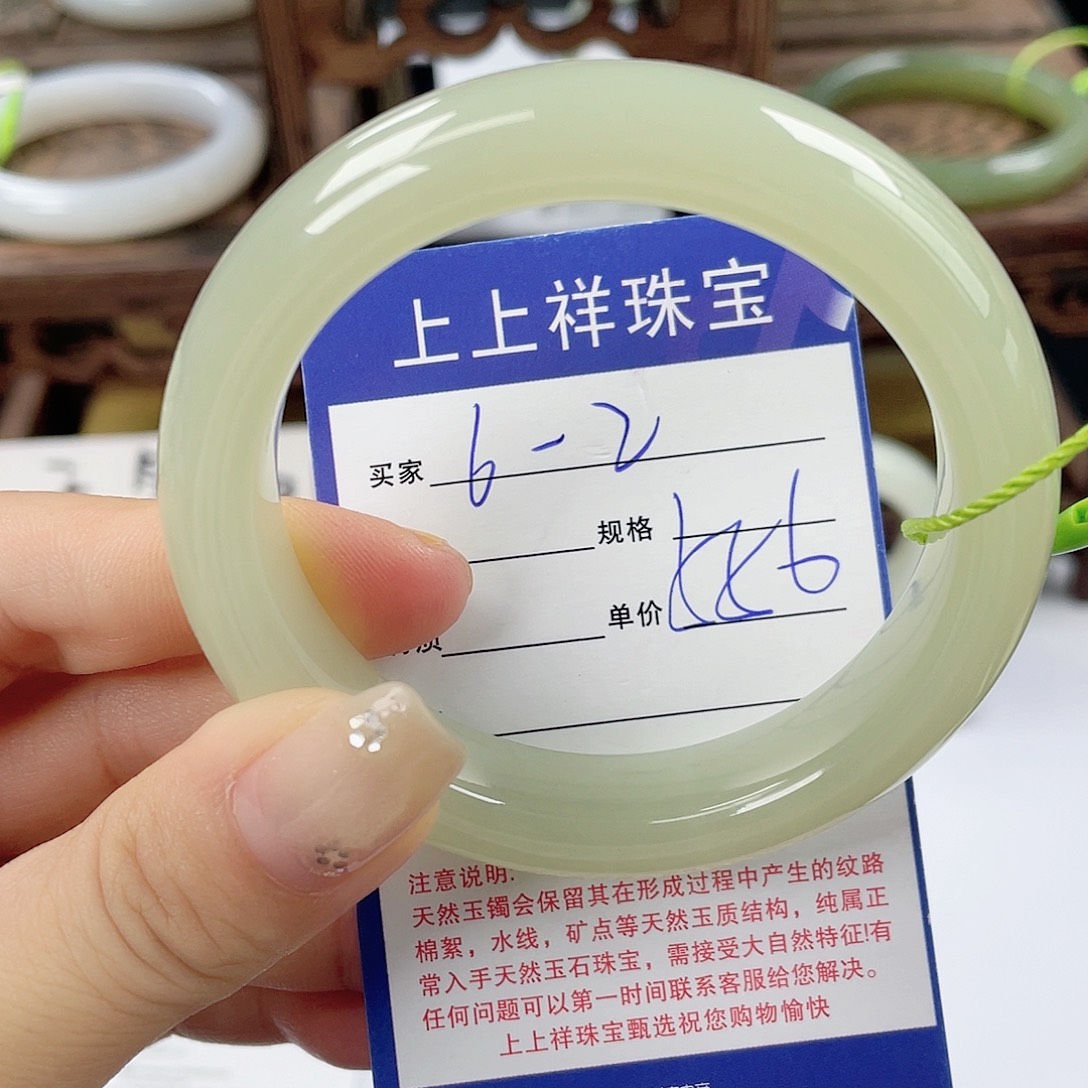 上上祥珠宝
买家 6-2
规格
单价
质
注意说明:
天然玉镯会保留其在形成过程中产生的纹路
棉絮，水线，矿点等天然玉质结构，纯属正
常入手天然玉石珠宝，需接受大自然特征!有
任何问题可以第一时间联系客服给您解决。
上上祥珠宝甄选祝您购物愉快